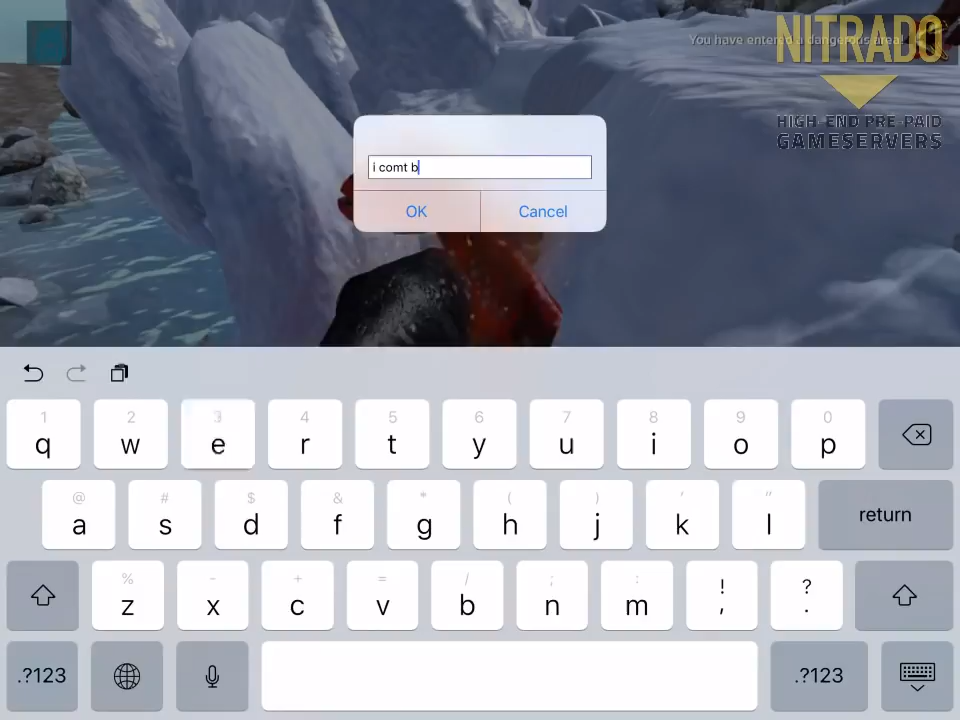 You have entered a dangerous area!
NITRADO
HIGH-END PRE-PAID
GAMESERVERS
i comt b
OK Cancel
1 2 3 4 5 6 7 8 9 0
q w e r t y u i o p
@ # $ & * ( ) ' "
a s d f g h j k l return
% - + = / ; : ! ?
z x c v b n m , .
.?123 .?123